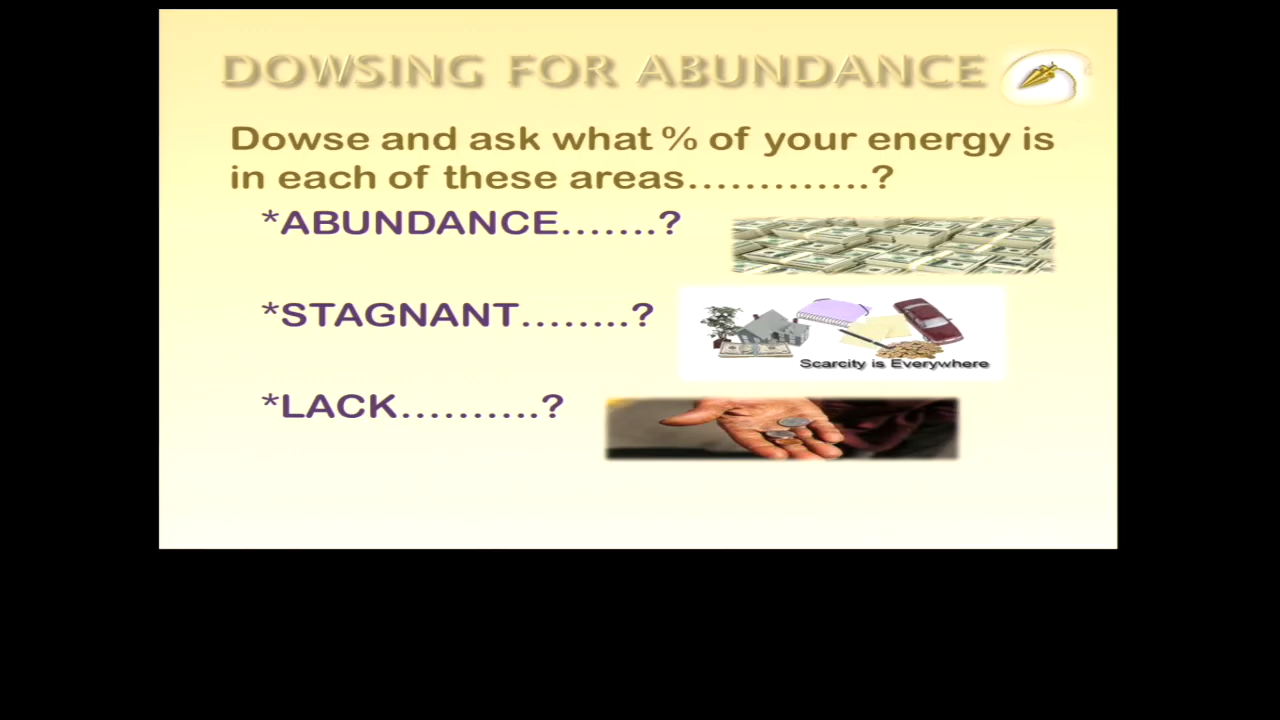 DOWSING FOR ABUNDANCE
Dowse and ask what % of your energy is
in each of these areas.............?
*ABUNDANCE.......?
*STAGNANT........?
Scarcity is Everywhere
*LACK..........?